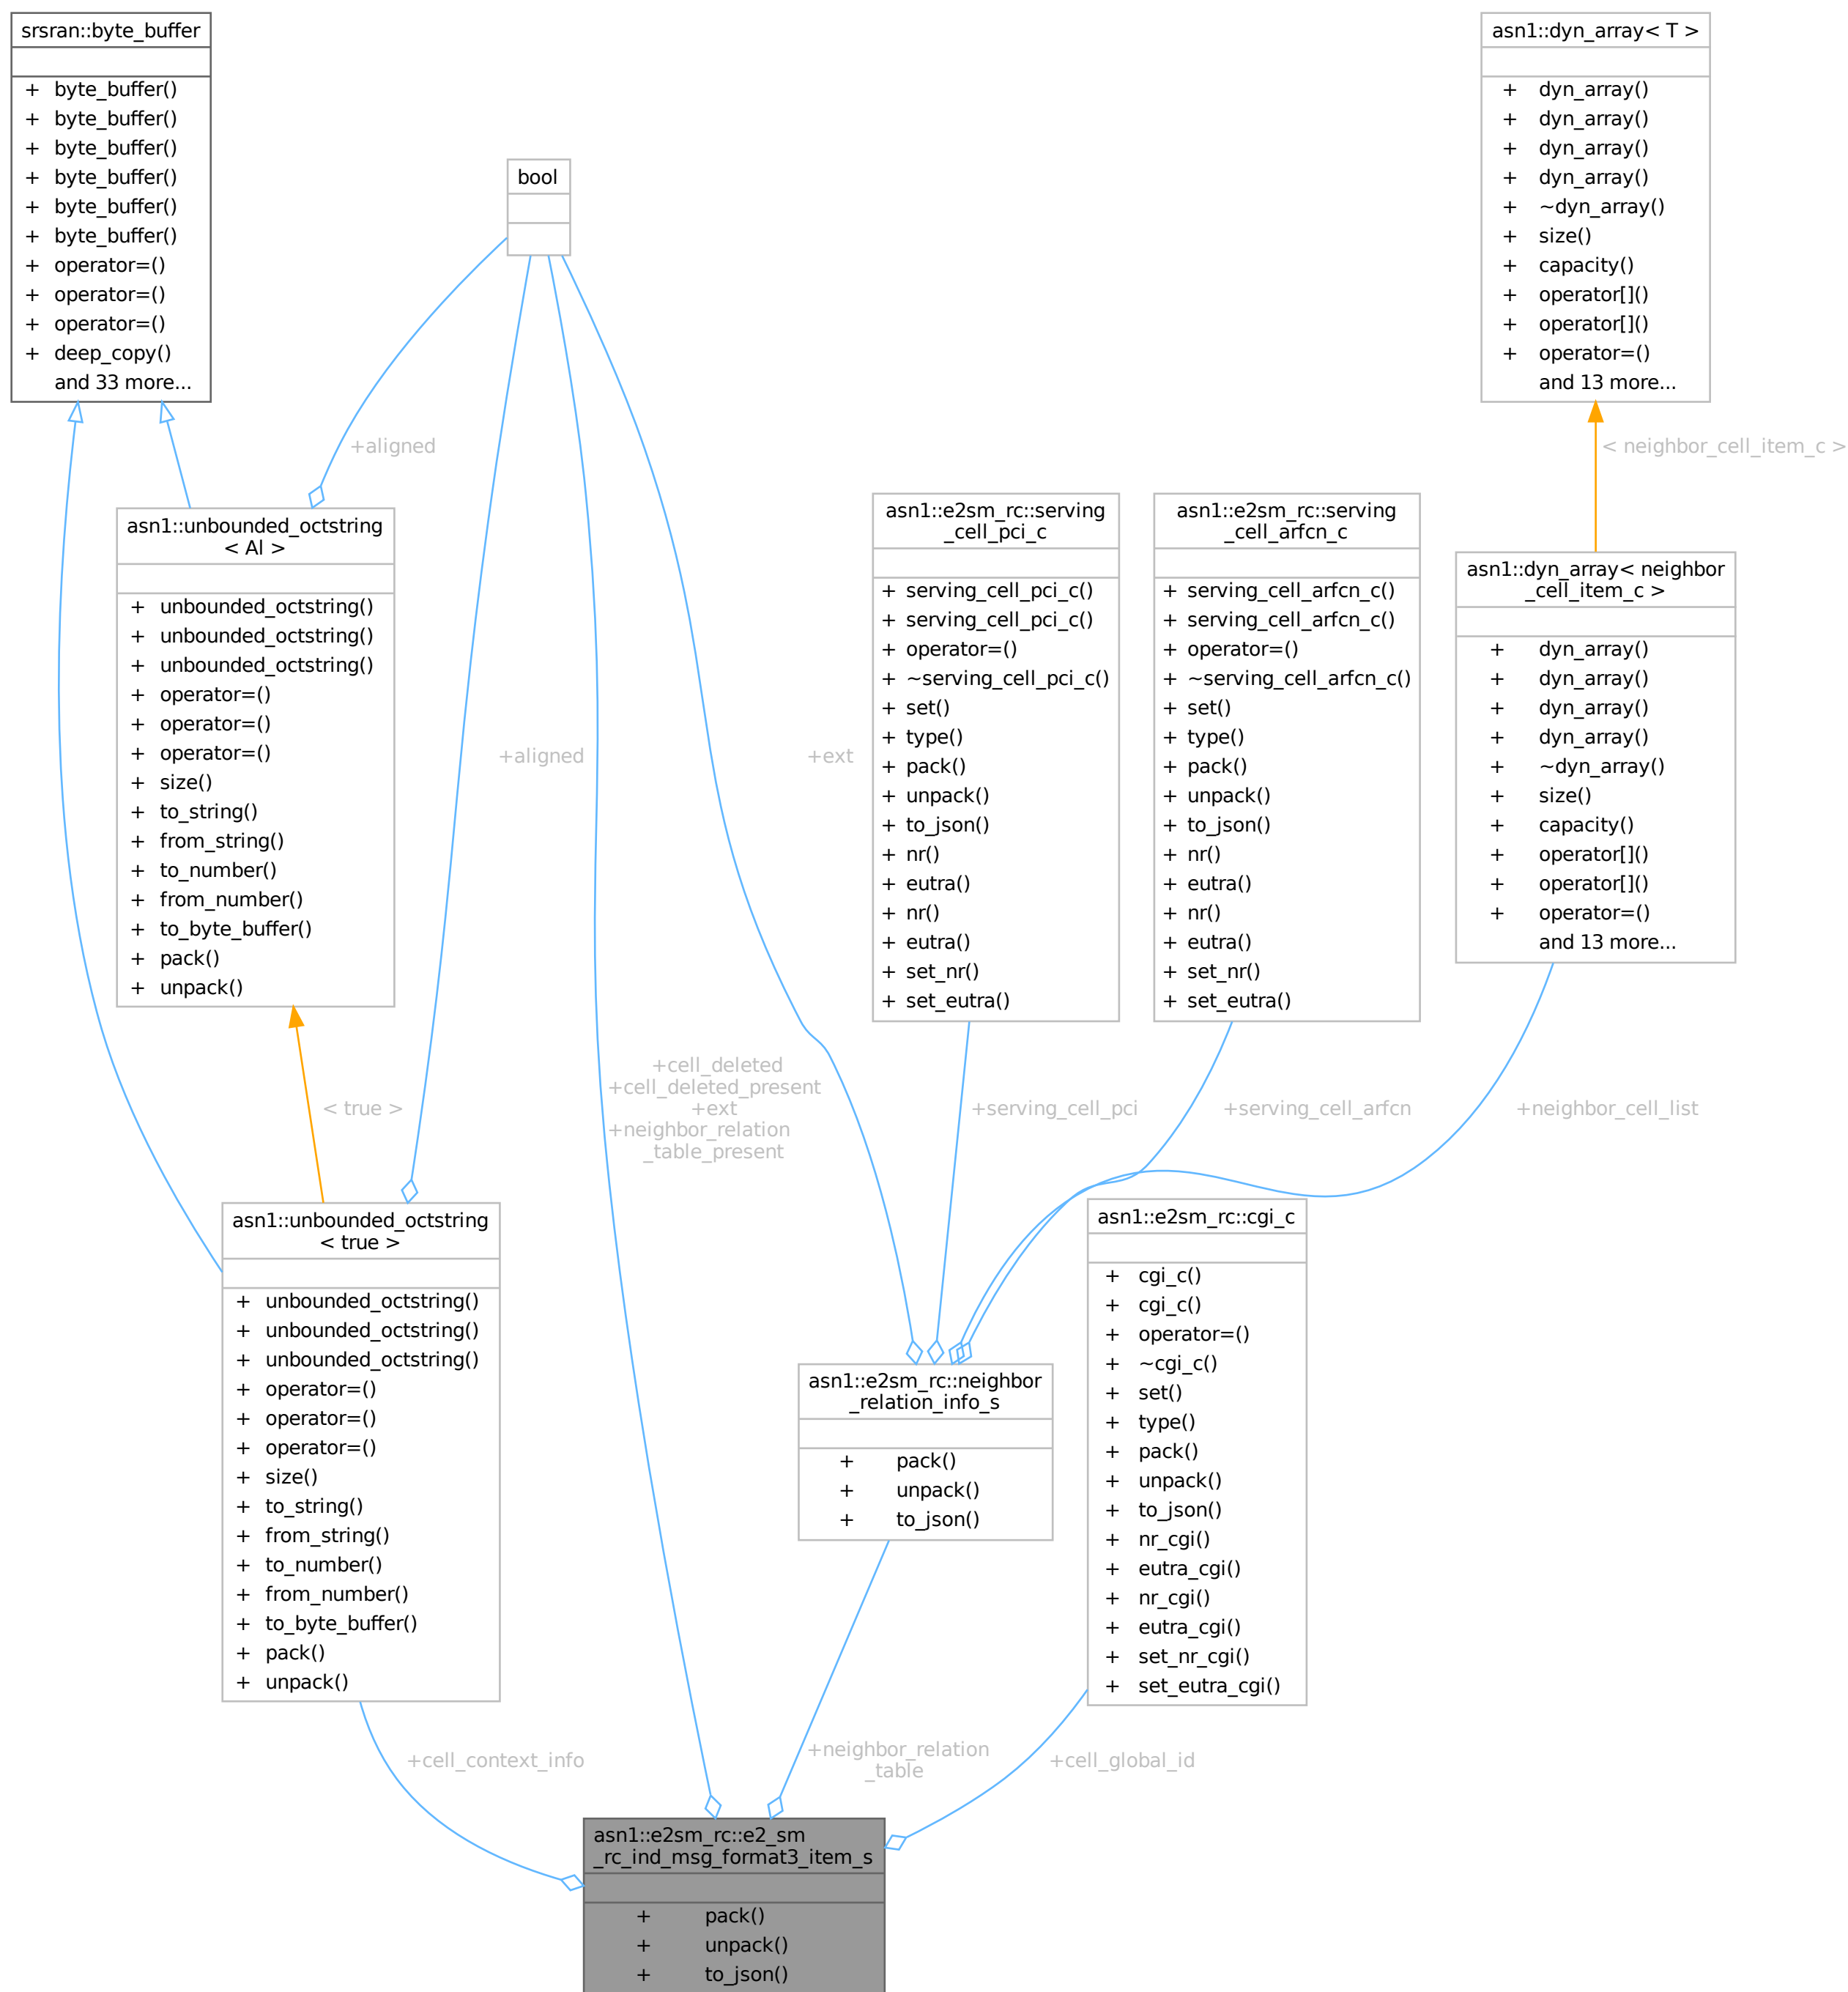 srsran::byte_buffer
+ byte_buffer()
+ byte_buffer()
+ byte_buffer()
+ byte_buffer()
+ byte_buffer()
+ byte_buffer()
+ operator=()
+ operator=()
+ operator=()
+ deep_copy()
and 33 more...
bool
asn1::dyn_array< T >
+ dyn_array()
+ dyn_array()
+ dyn_array()
+ dyn_array()
+ ~dyn_array()
+ size()
+ capacity()
+ operator[]()
+ operator[]()
+ operator=()
and 13 more...
+aligned
< neighbor_cell_item_c >
asn1::unbounded_octstring
< Al >
+ unbounded_octstring()
+ unbounded_octstring()
+ unbounded_octstring()
+ operator=()
+ operator=()
+ operator=()
+ size()
+ to_string()
+ from_string()
+ to_number()
+ from_number()
+ to_byte_buffer()
+ pack()
+ unpack()
+aligned
+ext
asn1::e2sm_rc::serving
_cell_pci_c
+ serving_cell_pci_c()
+ serving_cell_pci_c()
+ operator=()
+ ~serving_cell_pci_c()
+ set()
+ type()
+ pack()
+ unpack()
+ to_json()
+ nr()
+ eutra()
+ nr()
+ eutra()
+ set_nr()
+ set_eutra()
asn1::e2sm_rc::serving
_cell_arfcn_c
+ serving_cell_arfcn_c()
+ serving_cell_arfcn_c()
+ operator=()
+ ~serving_cell_arfcn_c()
+ set()
+ type()
+ pack()
+ unpack()
+ to_json()
+ nr()
+ eutra()
+ nr()
+ eutra()
+ set_nr()
+ set_eutra()
asn1::dyn_array< neighbor
_cell_item_c >
+ dyn_array()
+ dyn_array()
+ dyn_array()
+ dyn_array()
+ ~dyn_array()
+ size()
+ capacity()
+ operator[]()
+ operator[]()
+ operator=()
and 13 more...
< true >
+cell_deleted
+cell_deleted_present
+ext
+neighbor_relation
_table_present
+serving_cell_pci
+serving_cell_arfcn
+neighbor_cell_list
asn1::unbounded_octstring
< true >
+ unbounded_octstring()
+ unbounded_octstring()
+ unbounded_octstring()
+ operator=()
+ operator=()
+ operator=()
+ size()
+ to_string()
+ from_string()
+ to_number()
+ from_number()
+ to_byte_buffer()
+ pack()
+ unpack()
asn1::e2sm_rc::neighbor
_relation_info_s
+ pack()
+ unpack()
+ to_json()
asn1::e2sm_rc::cgi_c
+ cgi_c()
+ cgi_c()
+ operator=()
+ ~cgi_c()
+ set()
+ type()
+ pack()
+ unpack()
+ to_json()
+ nr_cgi()
+ eutra_cgi()
+ nr_cgi()
+ eutra_cgi()
+ set_nr_cgi()
+ set_eutra_cgi()
+cell_context_info
+neighbor_relation
_table
+cell_global_id
asn1::e2sm_rc::e2_sm
_rc_ind_msg_format3_item_s
+ pack()
+ unpack()
+ to_json()